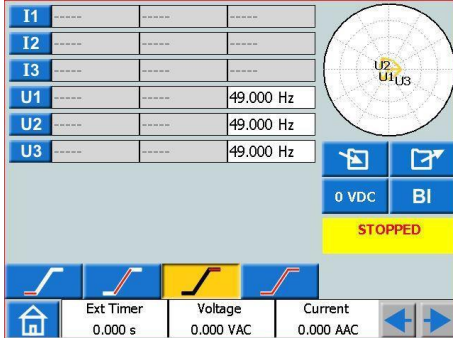 I1 ----- ----- -----
I2 ----- ----- -----
I3 ----- ----- -----
U1 ----- ----- 49.000 Hz
U2 ----- ----- 49.000 Hz
U3 ----- ----- 49.000 Hz
U2
U1 U3
0 VDC BI
STOPPED
Ext Timer Voltage Current
0.000 s 0.000 VAC 0.000 AAC